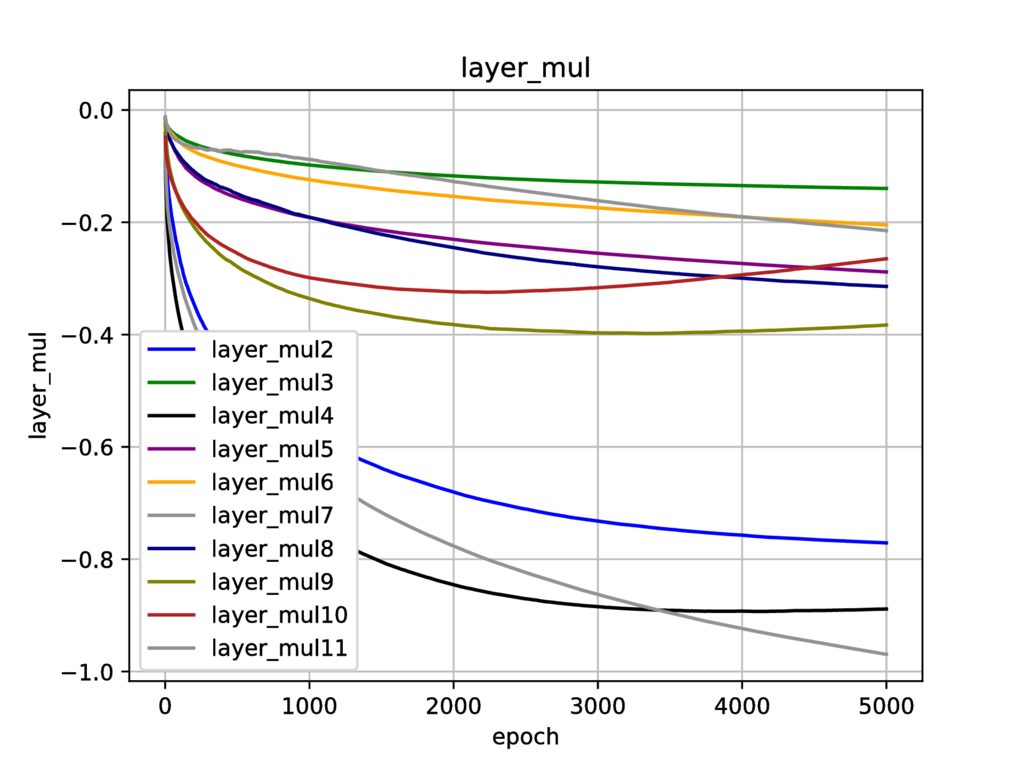 layer_mul
layer_mul
0.0
−0.2
−0.4
−0.6
−0.8
−1.0
layer_mul2
layer_mul3
layer_mul4
layer_mul5
layer_mul6
layer_mul7
layer_mul8
layer_mul9
layer_mul10
layer_mul11
0 1000 2000 3000 4000 5000
epoch